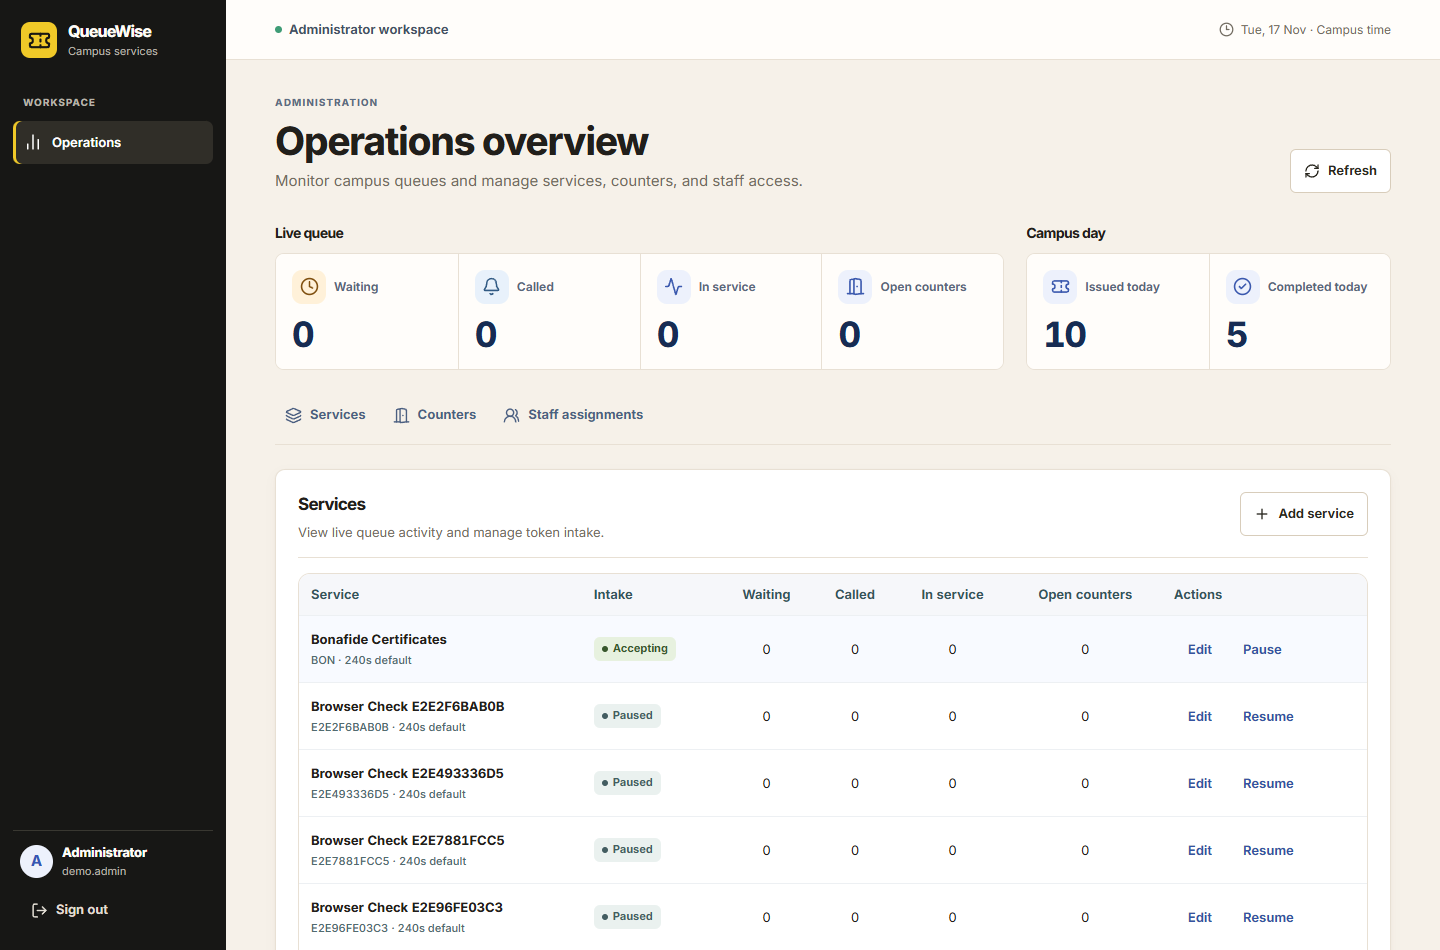 QueueWise
Campus services
WORKSPACE
Operations
Administrator workspace
Tue, 17 Nov · Campus time
ADMINISTRATION
Operations overview
Monitor campus queues and manage services, counters, and staff access.
Refresh
Live queue
Waiting
0
Called
0
In service
0
Open counters
0
Campus day
Issued today
10
Completed today
5
Services Counters Staff assignments
Services
View live queue activity and manage token intake.
Add service
Service Intake Waiting Called In service Open counters Actions
Bonafide Certificates
BON · 240s default
Accepting 0 0 0 0 Edit Pause
Browser Check E2E2F6BAB0B
E2E2F6BAB0B · 240s default
Paused 0 0 0 0 Edit Resume
Browser Check E2E493336D5
E2E493336D5 · 240s default
Paused 0 0 0 0 Edit Resume
Browser Check E2E7881FCC5
E2E7881FCC5 · 240s default
Paused 0 0 0 0 Edit Resume
Browser Check E2E96FE03C3
E2E96FE03C3 · 240s default
Paused 0 0 0 0 Edit Resume
A
Administrator
demo.admin
Sign out